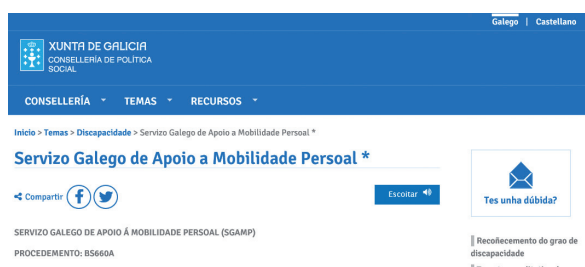 Galego | Castellano
XUNTA DE GALICIA
CONSELLERÍA DE POLÍTICA
SOCIAL
CONSELLERÍA TEMAS RECURSOS
Inicio > Temas > Discapacidade > Servizo Galego de Apoio a Mobilidade Persoal *
Servizo Galego de Apoio a Mobilidade Persoal *
Compartir
Escoitar
Tes unha dúbida?
SERVIZO GALEGO DE APOIO Á MOBILIDADE PERSOAL (SGAMP)
PROCEDEMENTO: BS660A
Recoñecemento do grao de
discapacidade